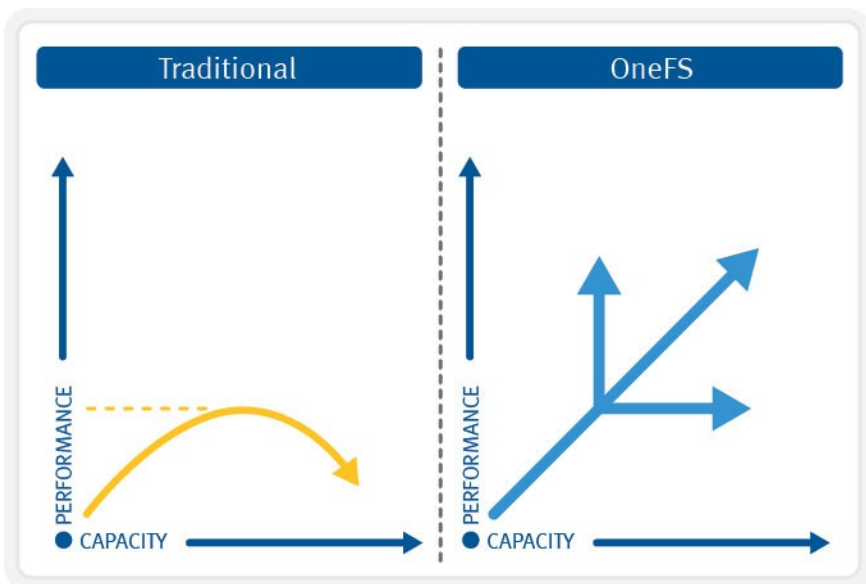 Traditional
PERFORMANCE
CAPACITY
OneFS
PERFORMANCE
CAPACITY